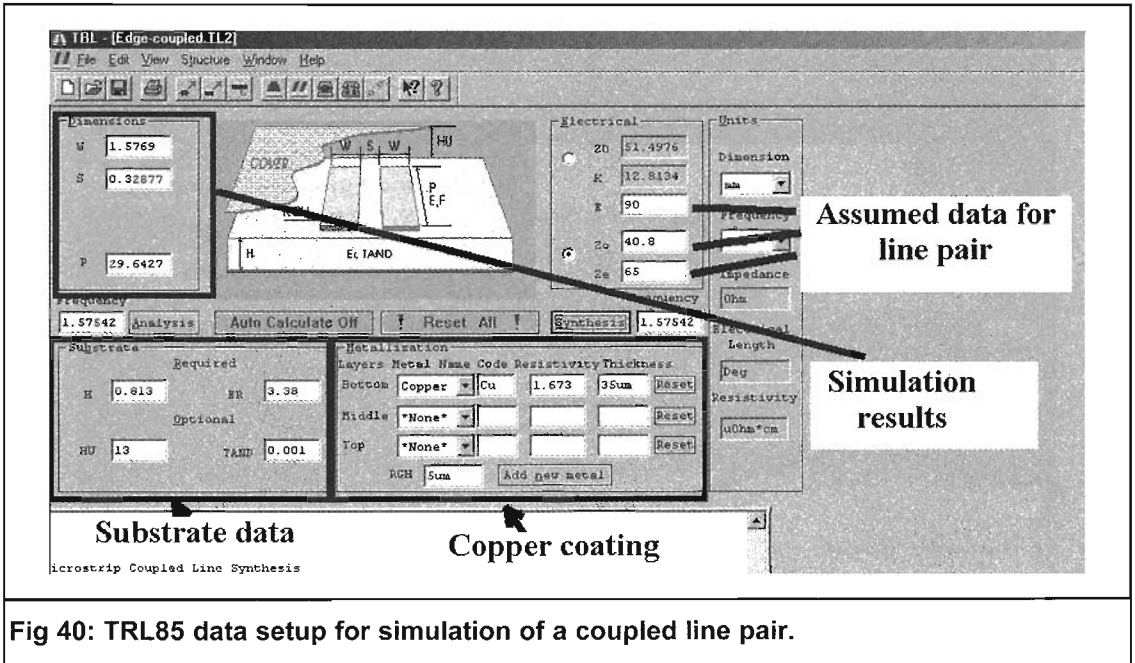 TRL - [Edge-coupled.TL2]
File Edit View Structure Window Help
Dimensions
W 1.5769
S 0.32877
P 29.6427
COVER
W S W HU
P
E,F
H Er, TAND
Electrical
Z0 51.4976
K 12.8134
E 90
Zo 40.8
Ze 65
Units
Dimension
mm
Frequency
Impedance
Ohm
Electrical
Length
Deg
Resistivity
uOhm*cm
Assumed data for
line pair
Frequency
1.57542 Analysis Auto Calculate Off ! Reset All ! Synthesis Frequency 1.57542
Substrate
Required
H 0.813 ER 3.38
Optional
HU 13 TAND 0.001
Metallization
Layers Metal Name Code Resistivity Thickness
Bottom Copper Cu 1.673 35um Reset
Middle *None* Reset
Top *None* Reset
RGH 5um Add new metal
Simulation
results
Substrate data
Copper coating
icrostrip Coupled Line Synthesis
Fig 40: TRL85 data setup for simulation of a coupled line pair.